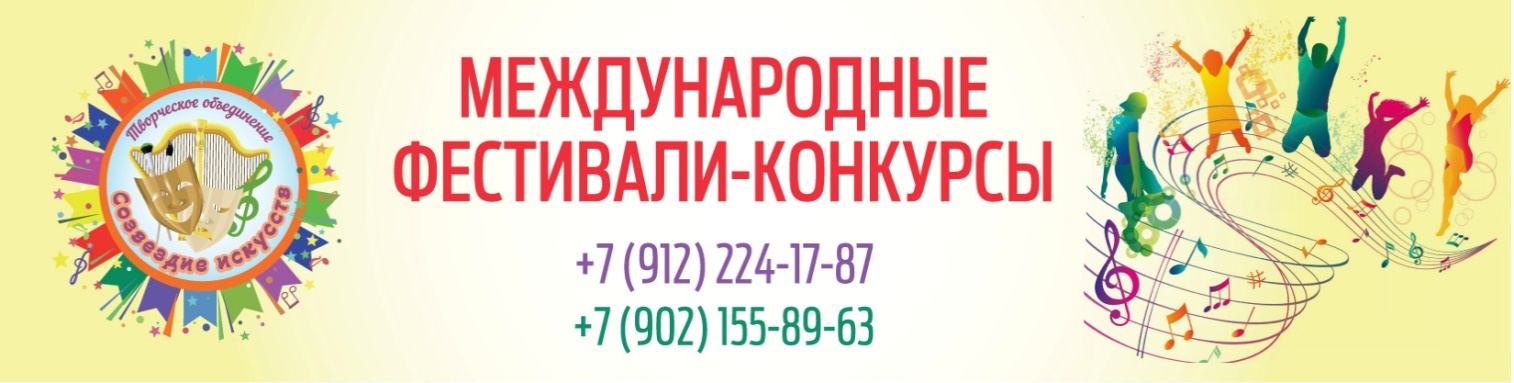 Творческое объединение
Созвездие искусств
МЕЖДУНАРОДНЫЕ
ФЕСТИВАЛИ-КОНКУРСЫ
+7 (912) 224-17-87
+7 (902) 155-89-63